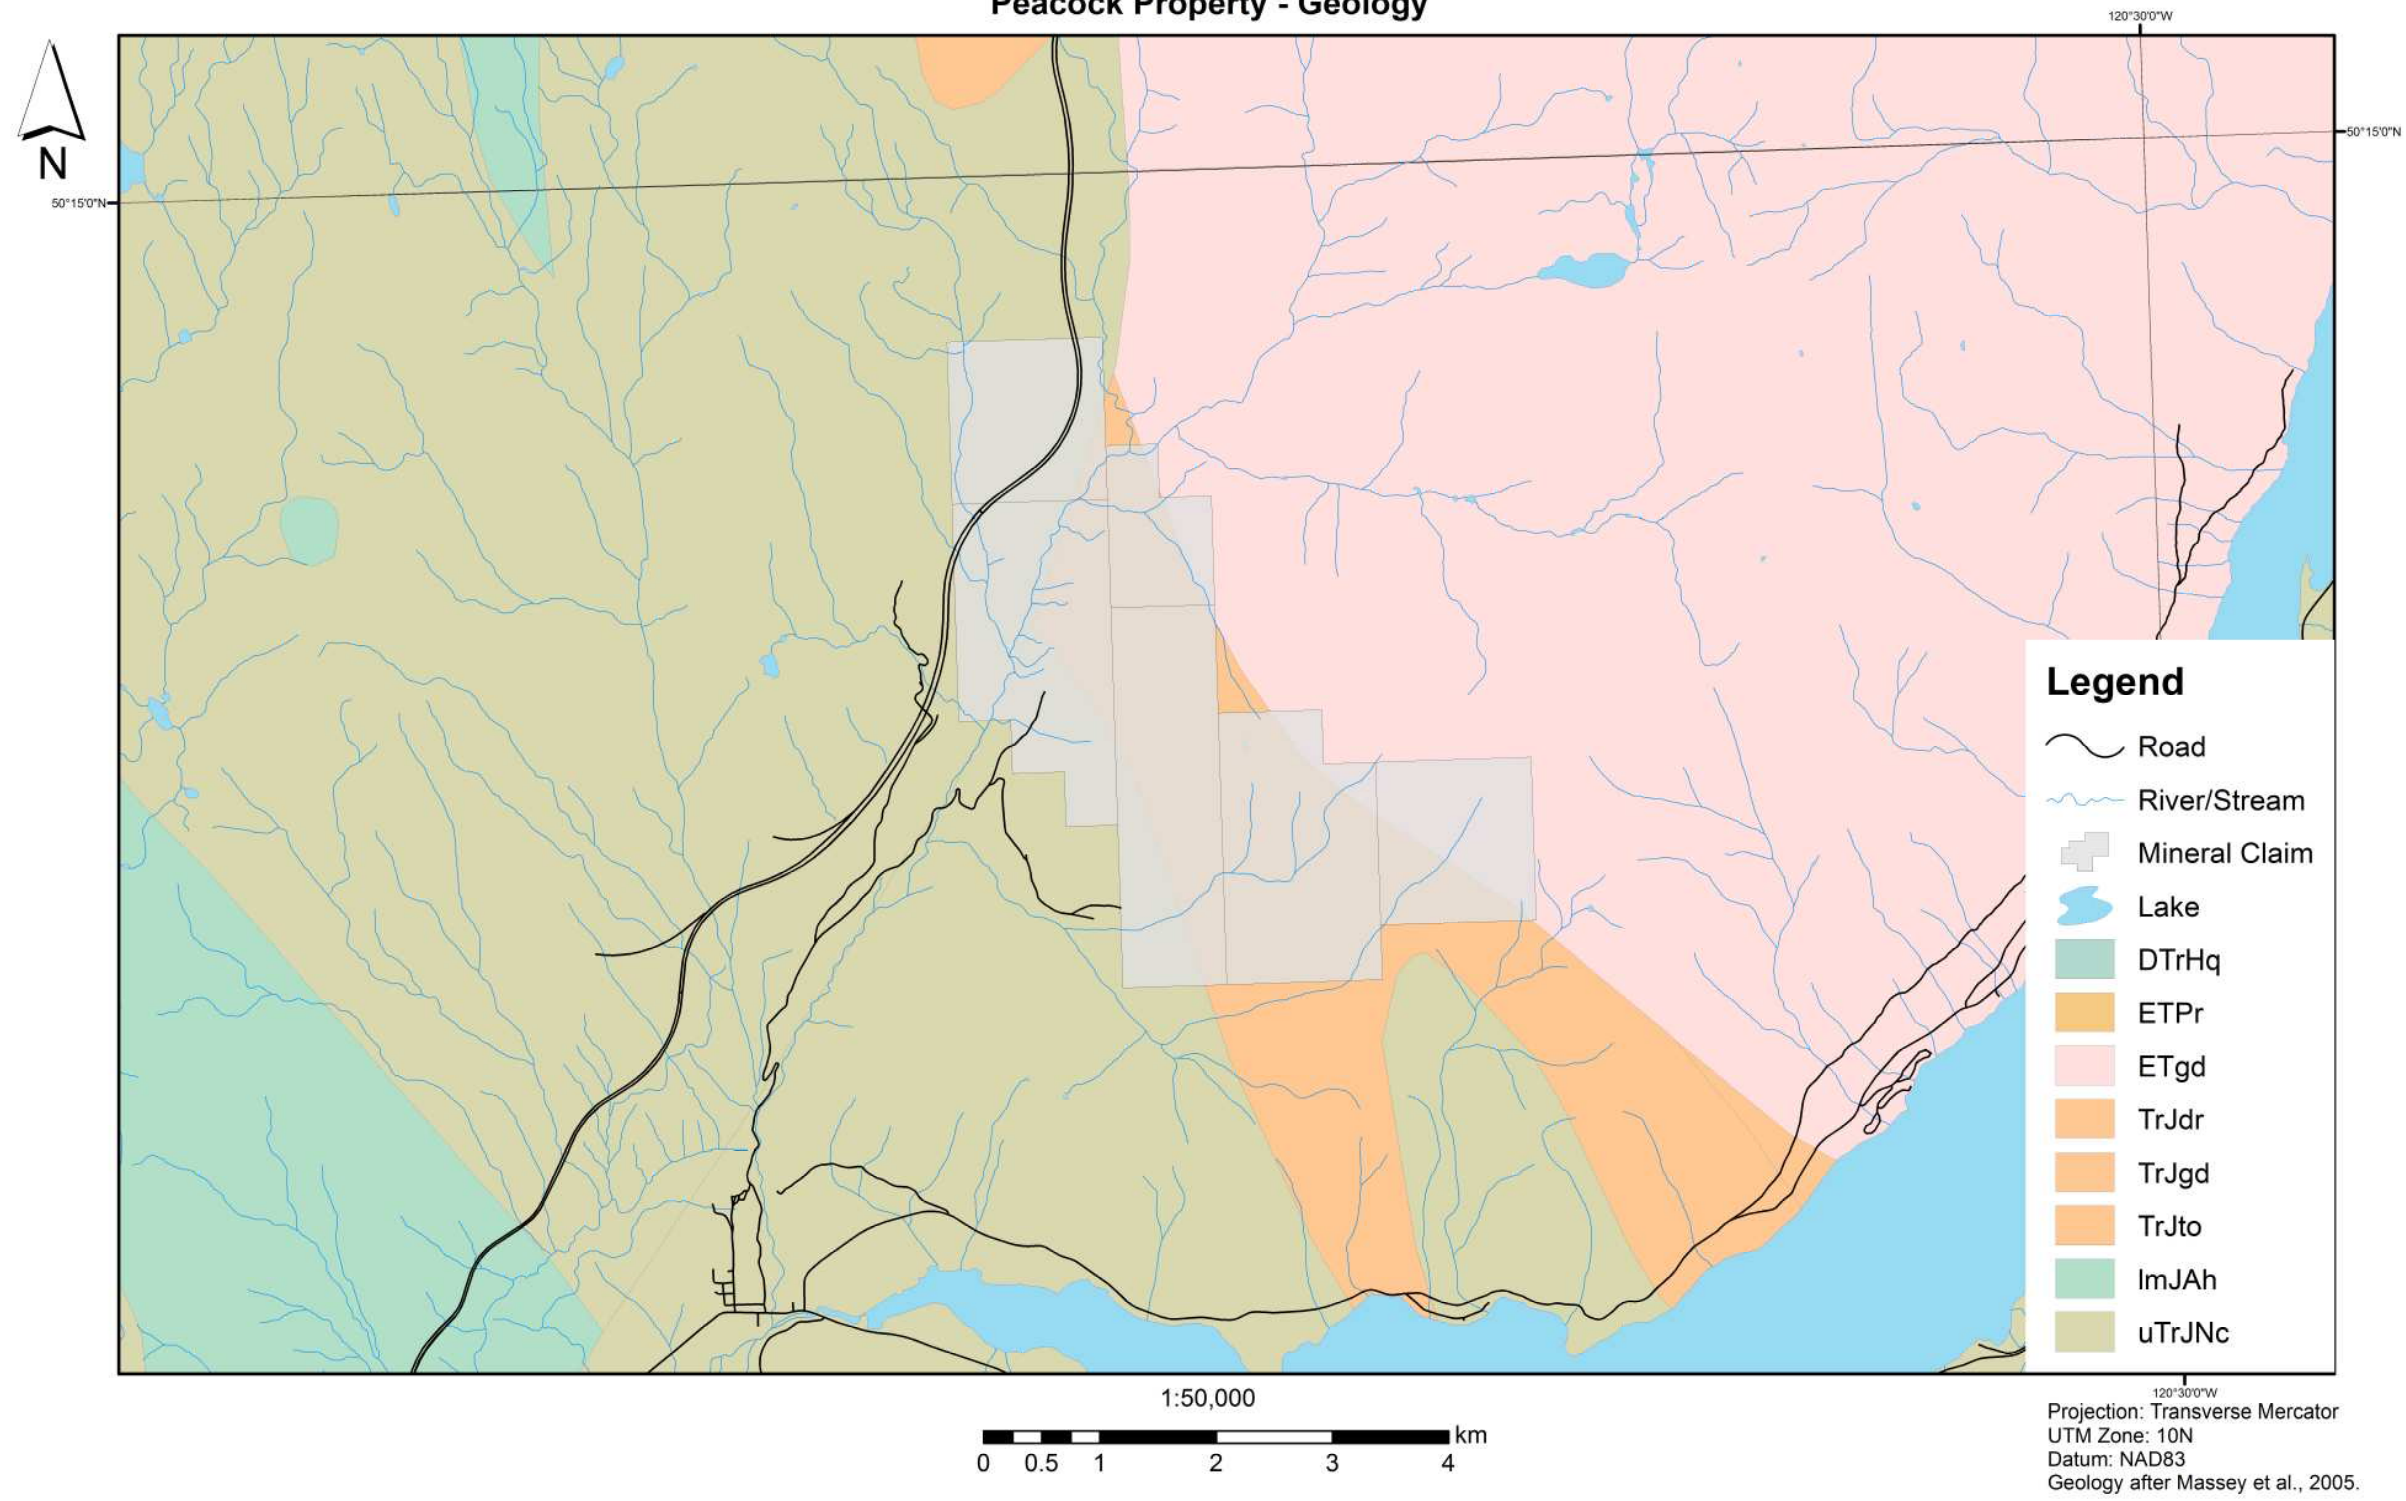 Peacock Property - Geology
120°30'0"W
N
50°15'0"N
50°15'0"N
Legend
Road
River/Stream
Mineral Claim
Lake
DTrHq
ETPr
ETgd
TrJdr
TrJgd
TrJto
lmJAh
uTrJNc
120°30'0"W
1:50,000
km
0 0.5 1 2 3 4
Projection: Transverse Mercator
UTM Zone: 10N
Datum: NAD83
Geology after Massey et al., 2005.